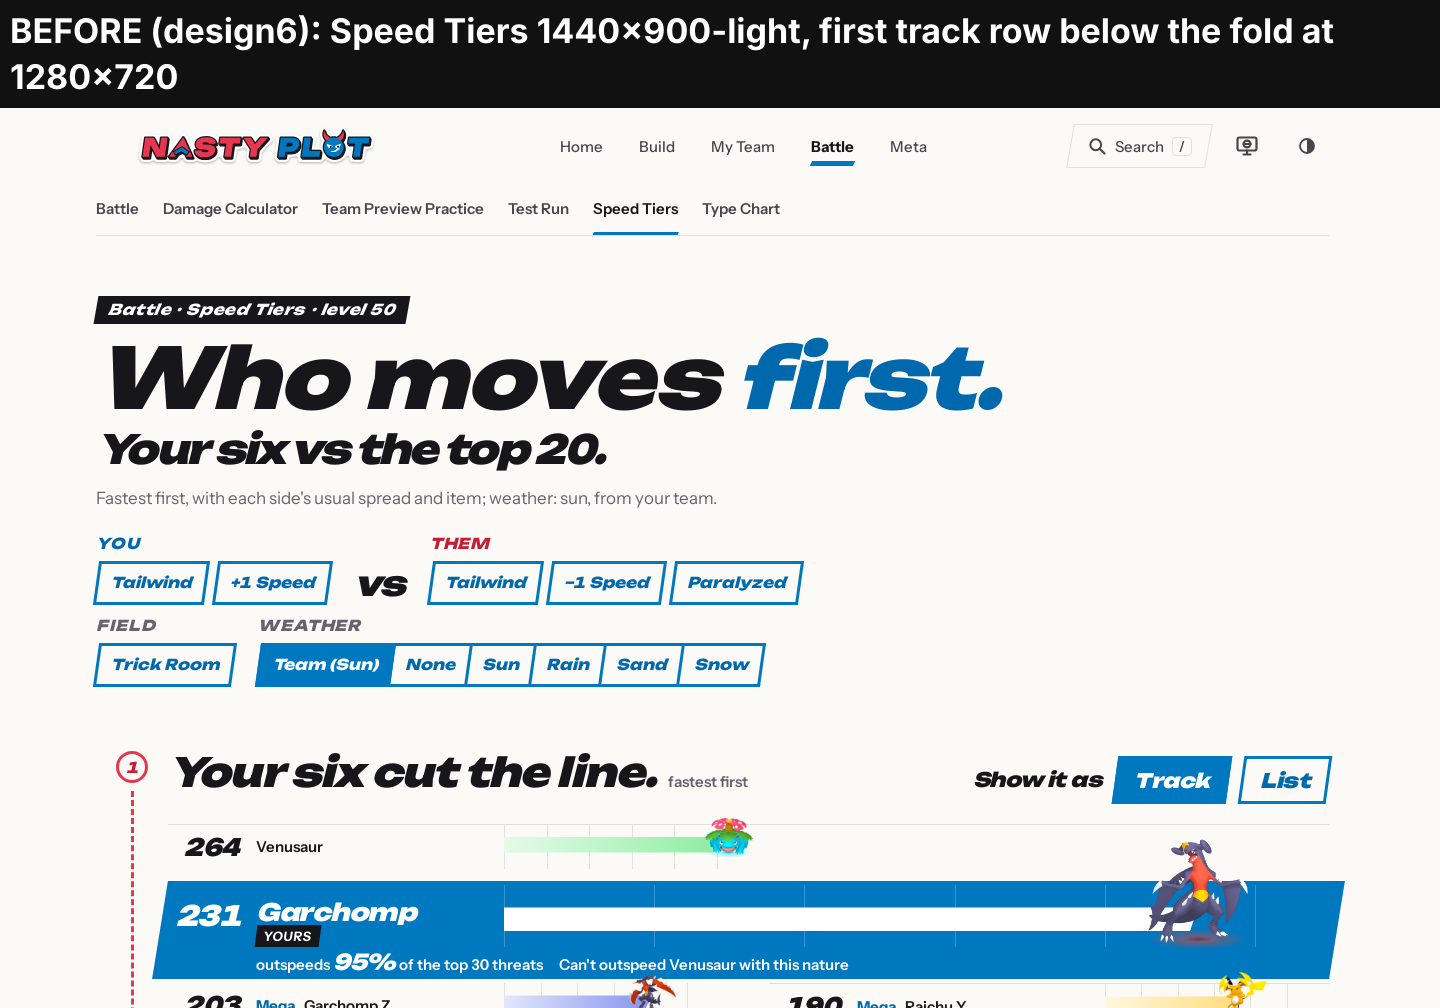 BEFORE (design6): Speed Tiers 1440×900-light, first track row below the fold at
1280×720
NASTY PLOT
Home Build My Team Battle Meta Search /
Battle Damage Calculator Team Preview Practice Test Run Speed Tiers Type Chart
Battle · Speed Tiers · level 50
Who moves first.
Your six vs the top 20.
Fastest first, with each side's usual spread and item; weather: sun, from your team.
YOU THEM
Tailwind +1 Speed VS Tailwind −1 Speed Paralyzed
FIELD WEATHER
Trick Room Team (Sun) None Sun Rain Sand Snow
1 Your six cut the line. fastest first Show it as Track List
264 Venusaur
231 Garchomp
YOURS
outspeeds 95% of the top 30 threats Can't outspeed Venusaur with this nature
203 Mega Garchomp Z 190 Mega Raichu Y